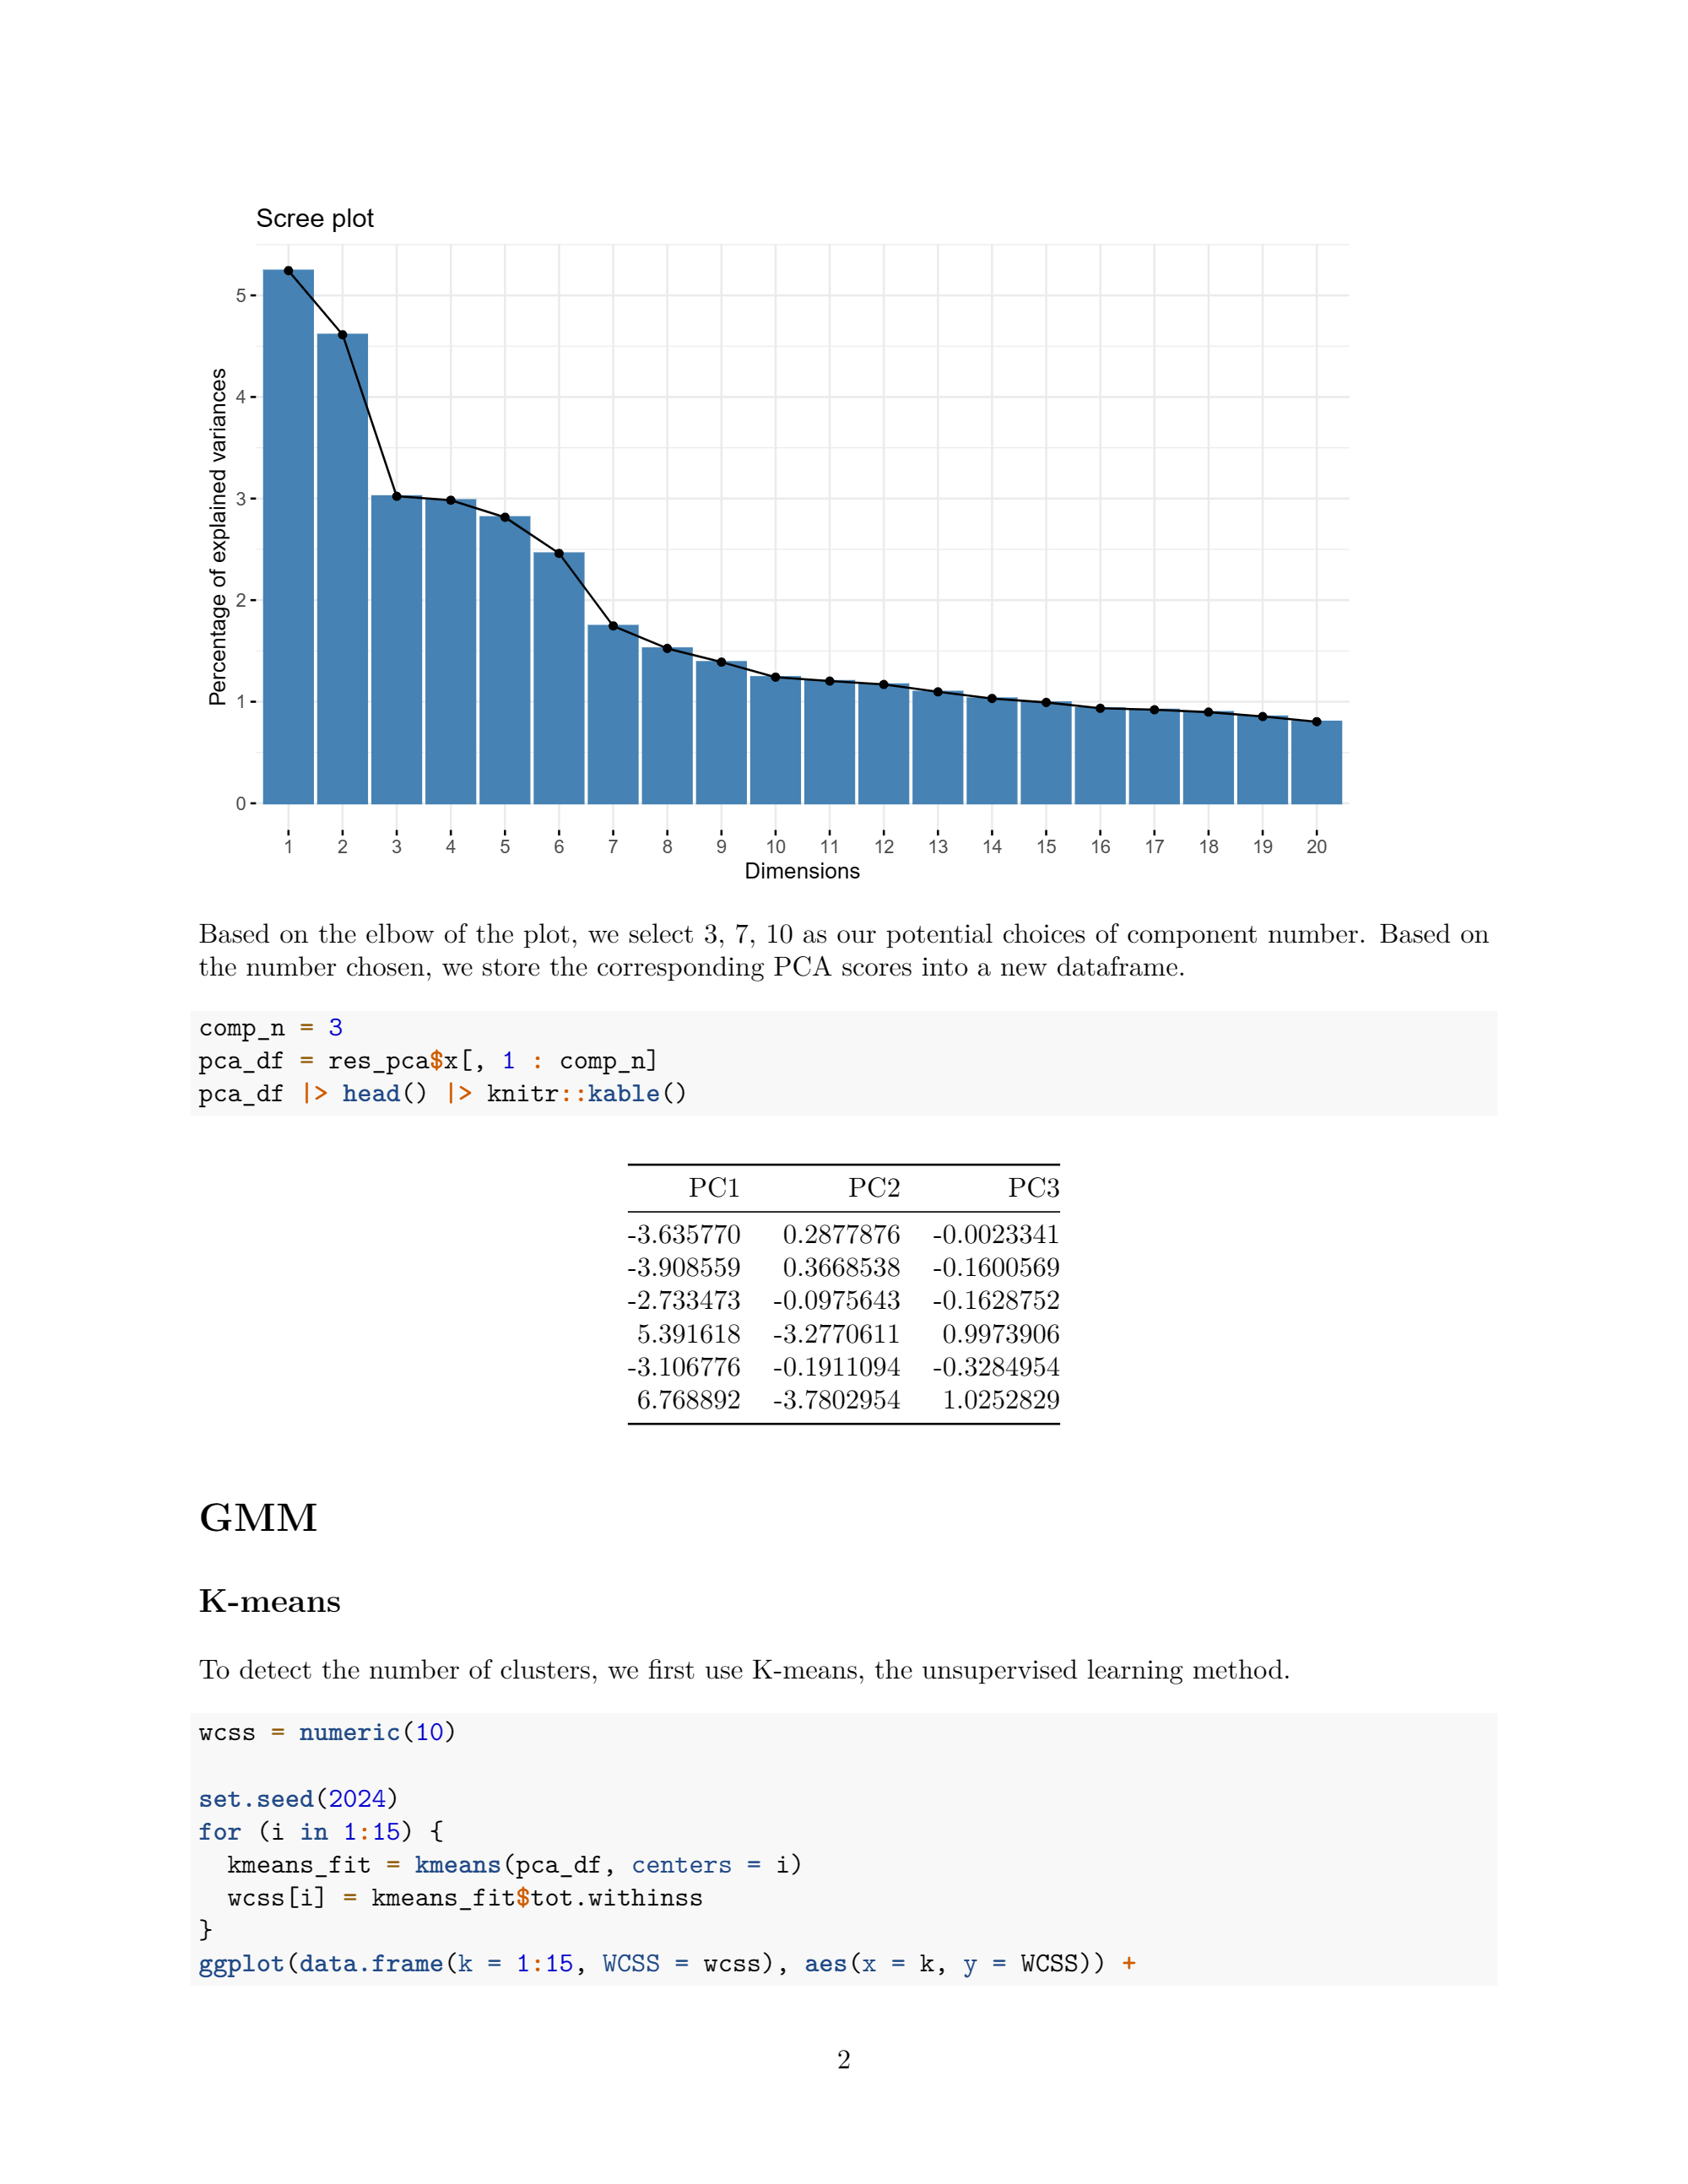 Scree plot
Percentage of explained variances
5
4
3
2
1
0
1 2 3 4 5 6 7 8 9 10 11 12 13 14 15 16 17 18 19 20
Dimensions
Based on the elbow of the plot, we select 3, 7, 10 as our potential choices of component number. Based on
the number chosen, we store the corresponding PCA scores into a new dataframe.
comp_n = 3
pca_df = res_pca$x[, 1 : comp_n]
pca_df |> head() |> knitr::kable()
PC1 PC2 PC3
-3.635770 0.2877876 -0.0023341
-3.908559 0.3668538 -0.1600569
-2.733473 -0.0975643 -0.1628752
5.391618 -3.2770611 0.9973906
-3.106776 -0.1911094 -0.3284954
6.768892 -3.7802954 1.0252829
GMM
K-means
To detect the number of clusters, we first use K-means, the unsupervised learning method.
wcss = numeric(10)
set.seed(2024)
for (i in 1:15) {
  kmeans_fit = kmeans(pca_df, centers = i)
  wcss[i] = kmeans_fit$tot.withinss
}
ggplot(data.frame(k = 1:15, WCSS = wcss), aes(x = k, y = WCSS)) +
2